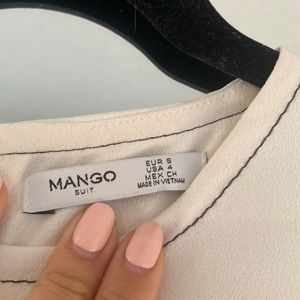 MANGO
SUIT
EUR S
USA 4
MEX CH
MADE IN VIETNAM